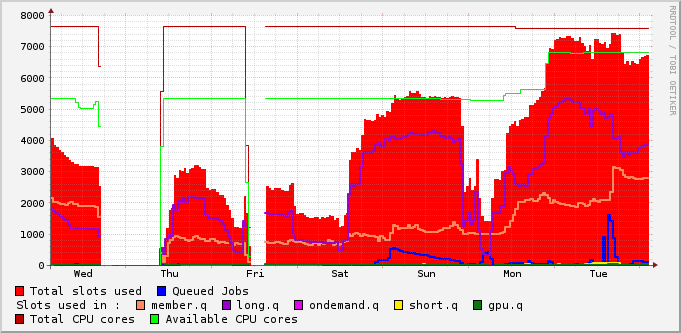 8000
7000
6000
5000
4000
3000
2000
1000
0
Wed Thu Fri Sat Sun Mon Tue
RRDTOOL / TOBI OETIKER
Total slots used Queued Jobs
Slots used in : member.q long.q ondemand.q short.q gpu.q
Total CPU cores Available CPU cores